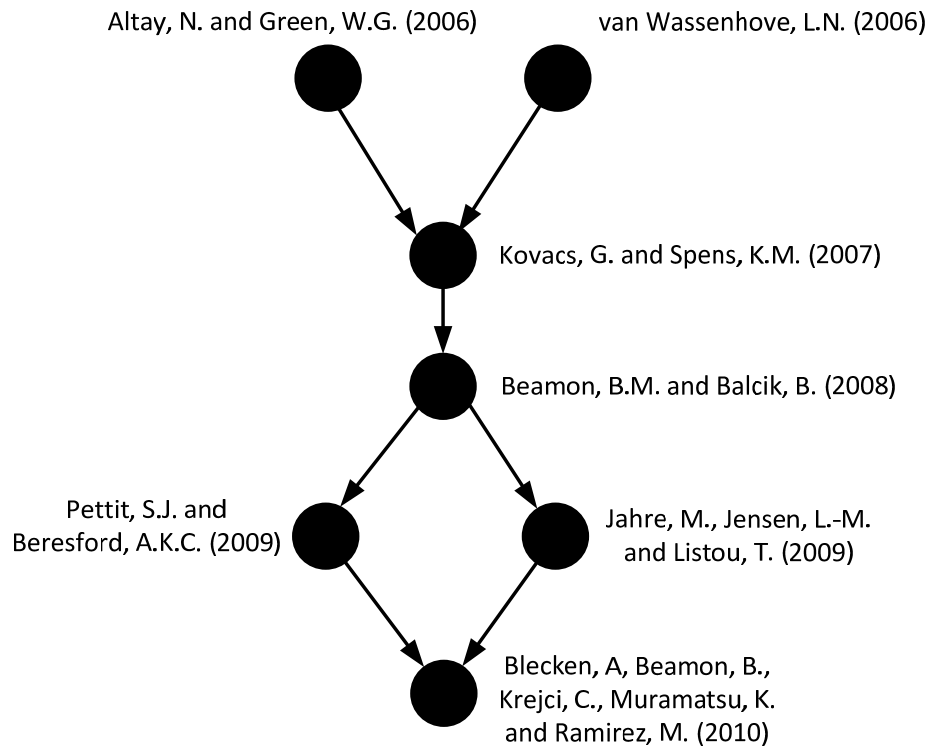 Altay, N. and Green, W.G. (2006)
van Wassenhove, L.N. (2006)
Kovacs, G. and Spens, K.M. (2007)
Beamon, B.M. and Balcik, B. (2008)
Pettit, S.J. and
Beresford, A.K.C. (2009)
Jahre, M., Jensen, L.-M.
and Listou, T. (2009)
Blecken, A, Beamon, B.,
Krejci, C., Muramatsu, K.
and Ramirez, M. (2010)